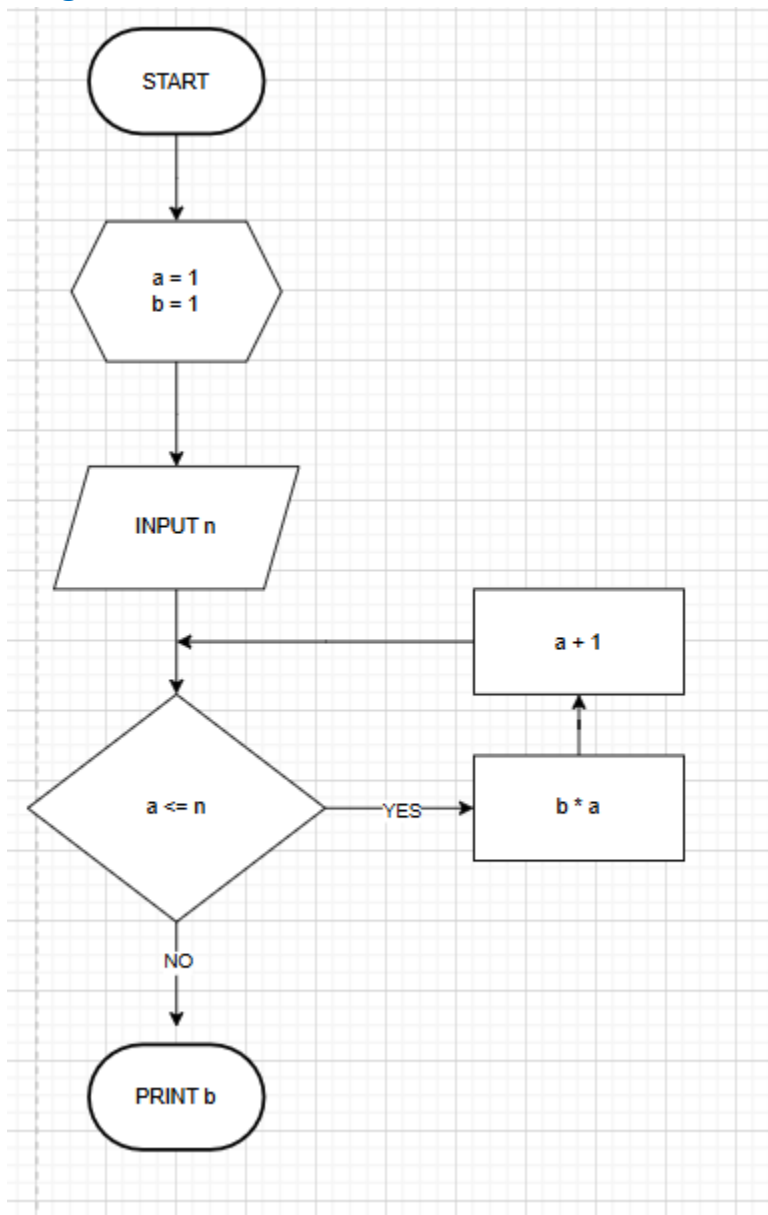 START
a = 1
b = 1
INPUT n
a + 1
a <= n
YES
b * a
NO
PRINT b